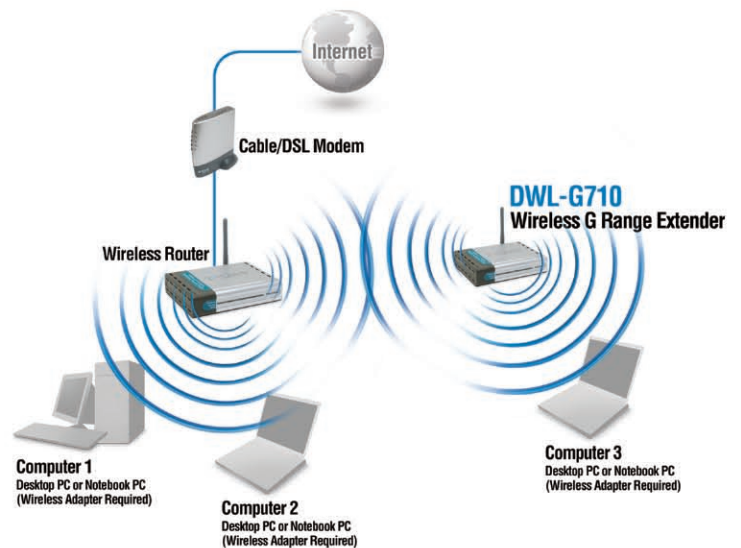 Internet
Cable/DSL Modem
DWL-G710
Wireless G Range Extender
Wireless Router
Computer 1
Desktop PC or Notebook PC
(Wireless Adapter Required)
Computer 2
Desktop PC or Notebook PC
(Wireless Adapter Required)
Computer 3
Desktop PC or Notebook PC
(Wireless Adapter Required)